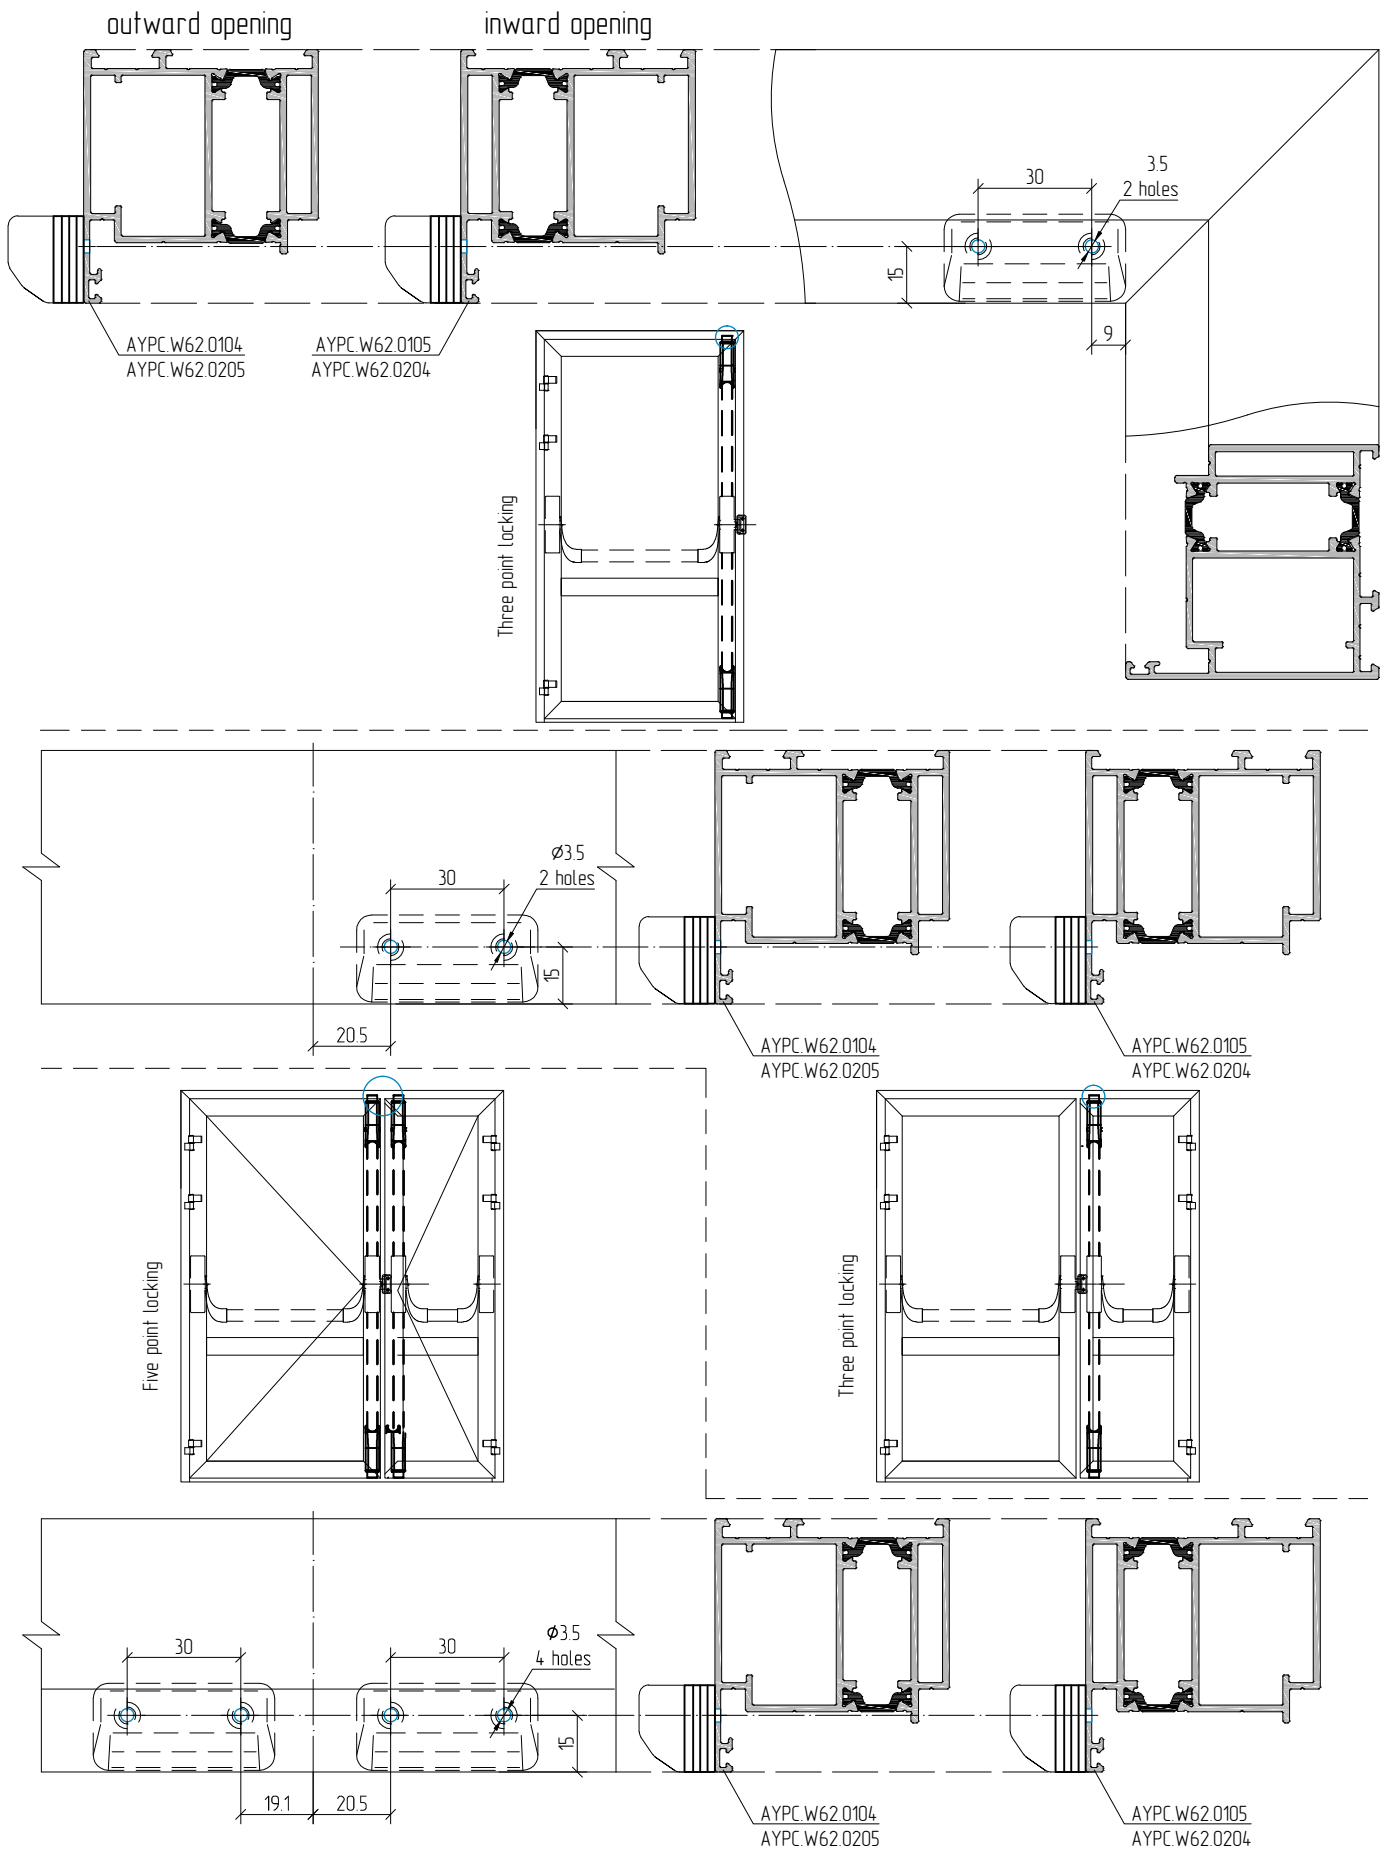 outward opening
inward opening
30
3.5
2 holes
15
9
AYPC.W62.0104
AYPC.W62.0205
AYPC.W62.0105
AYPC.W62.0204
Three point locking
30
Ø3.5
2 holes
15
20.5
AYPC.W62.0104
AYPC.W62.0205
AYPC.W62.0105
AYPC.W62.0204
Five point locking
Three point locking
30
30
Ø3.5
4 holes
15
19.1
20.5
AYPC.W62.0104
AYPC.W62.0205
AYPC.W62.0105
AYPC.W62.0204